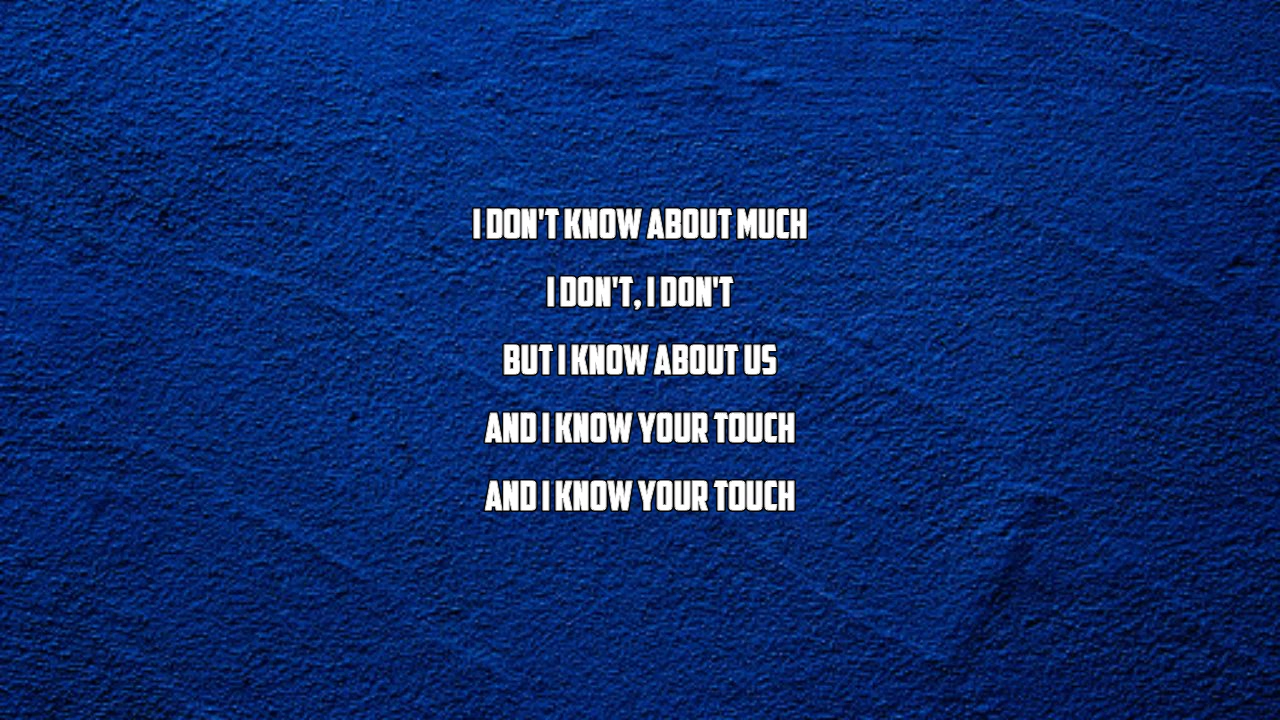 I DON'T KNOW ABOUT MUCH
I DON'T, I DON'T
BUT I KNOW ABOUT US
AND I KNOW YOUR TOUCH
AND I KNOW YOUR TOUCH